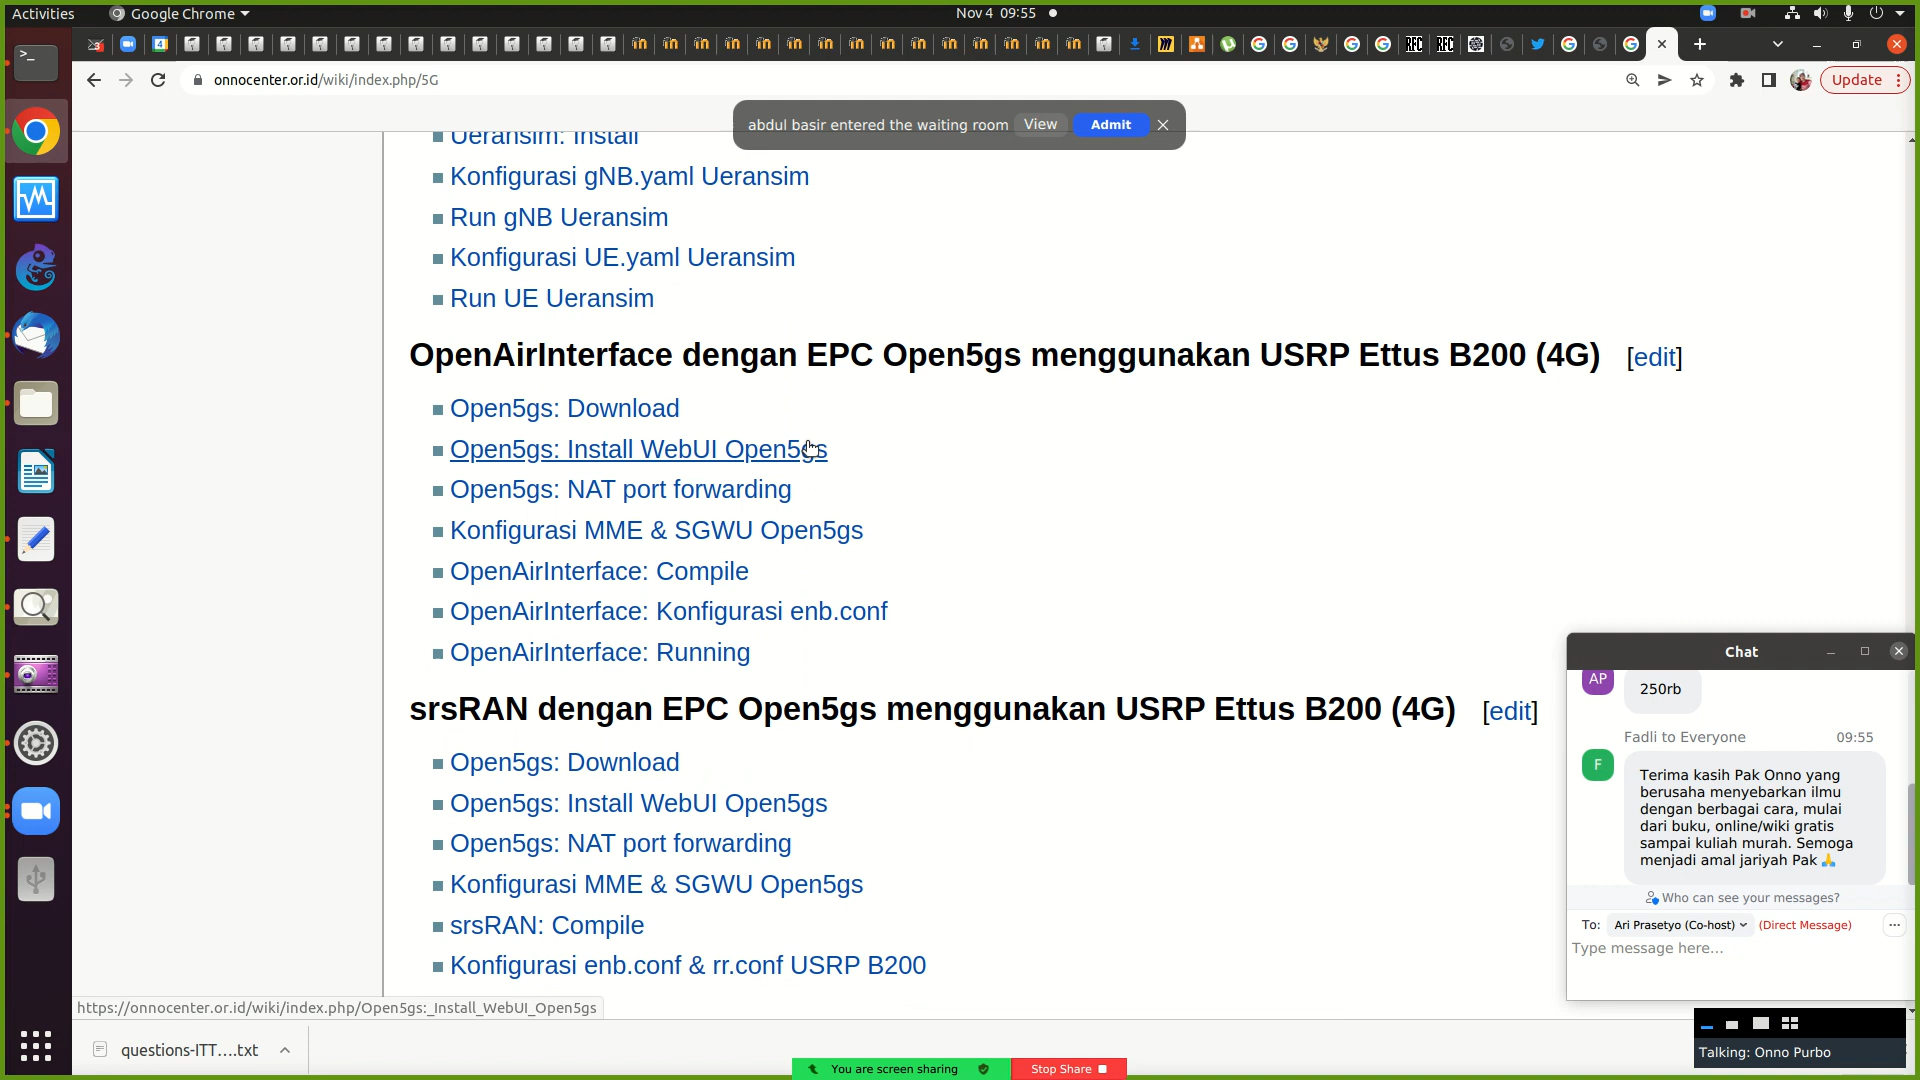 Activities
Google Chrome
Nov 4 09:55
onnocenter.or.id/wiki/index.php/5G
Update
abdul basir entered the waiting room
View
Admit
Ueransim: Install
Konfigurasi gNB.yaml Ueransim
Run gNB Ueransim
Konfigurasi UE.yaml Ueransim
Run UE Ueransim
OpenAirInterface dengan EPC Open5gs menggunakan USRP Ettus B200 (4G) [edit]
Open5gs: Download
Open5gs: Install WebUI Open5gs
Open5gs: NAT port forwarding
Konfigurasi MME & SGWU Open5gs
OpenAirInterface: Compile
OpenAirInterface: Konfigurasi enb.conf
OpenAirInterface: Running
srsRAN dengan EPC Open5gs menggunakan USRP Ettus B200 (4G) [edit]
Open5gs: Download
Open5gs: Install WebUI Open5gs
Open5gs: NAT port forwarding
Konfigurasi MME & SGWU Open5gs
srsRAN: Compile
Konfigurasi enb.conf & rr.conf USRP B200
Chat
AP
250rb
Fadli to Everyone 09:55
F
Terima kasih Pak Onno yang
berusaha menyebarkan ilmu
dengan berbagai cara, mulai
dari buku, online/wiki gratis
sampai kuliah murah. Semoga
menjadi amal jariyah Pak 🙏
Who can see your messages?
To: Ari Prasetyo (Co-host) (Direct Message)
Type message here...
https://onnocenter.or.id/wiki/index.php/Open5gs:_Install_WebUI_Open5gs
questions-ITT....txt
You are screen sharing
Stop Share
Talking: Onno Purbo